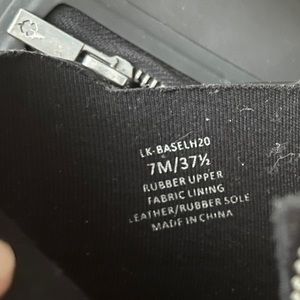 LK-BASELH20
7M/37½
RUBBER UPPER
FABRIC LINING
LEATHER/RUBBER SOLE
MADE IN CHINA